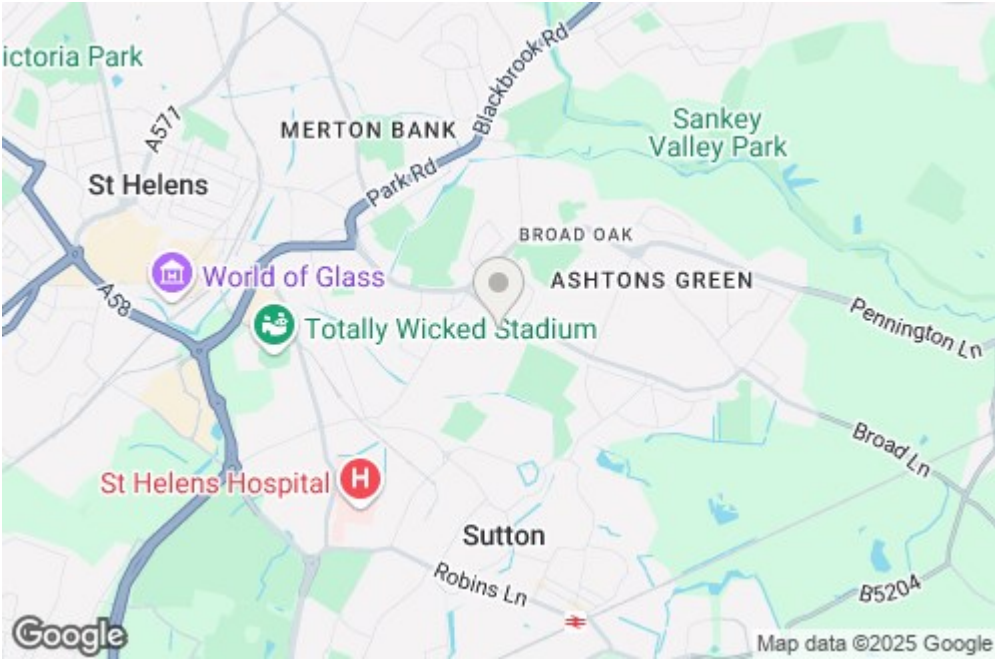 ictoria Park
A571
MERTON BANK
Blackbrook Rd
Sankey
Valley Park
St Helens
Park Rd
BROAD OAK
World of Glass
ASHTONS GREEN
A58
Totally Wicked Stadium
Pennington Ln
Broad Ln
St Helens Hospital
H
Sutton
Robins Ln
B5204
Google
Map data ©2025 Google